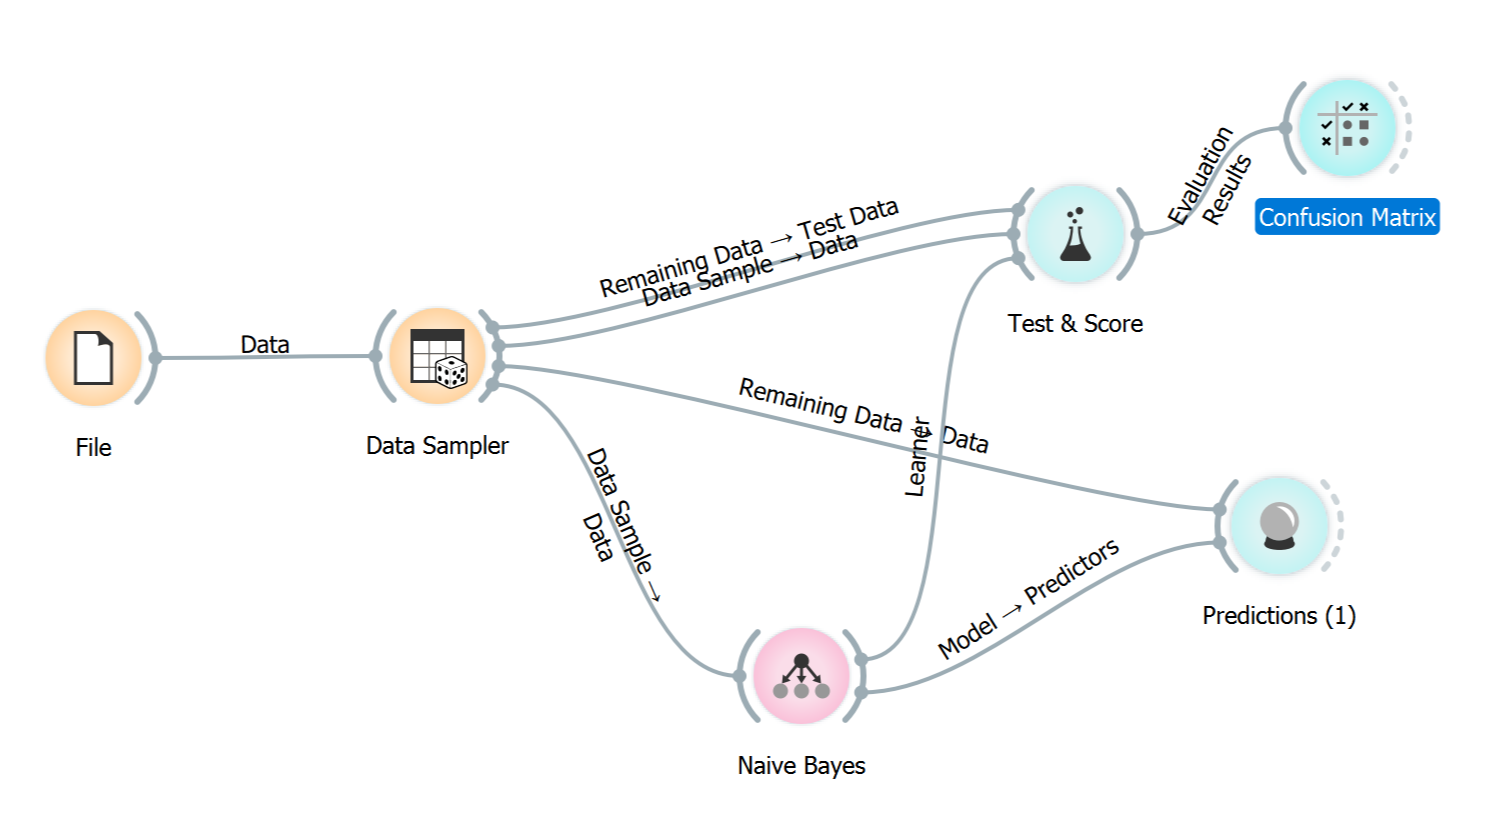 Evaluation
Results
Confusion Matrix
Remaining Data → Test Data
Data Sample → Data
Test & Score
Data
File
Data Sampler
Remaining Data → Data
Learner
Data Sample →
Data
Model → Predictors
Predictions (1)
Naive Bayes